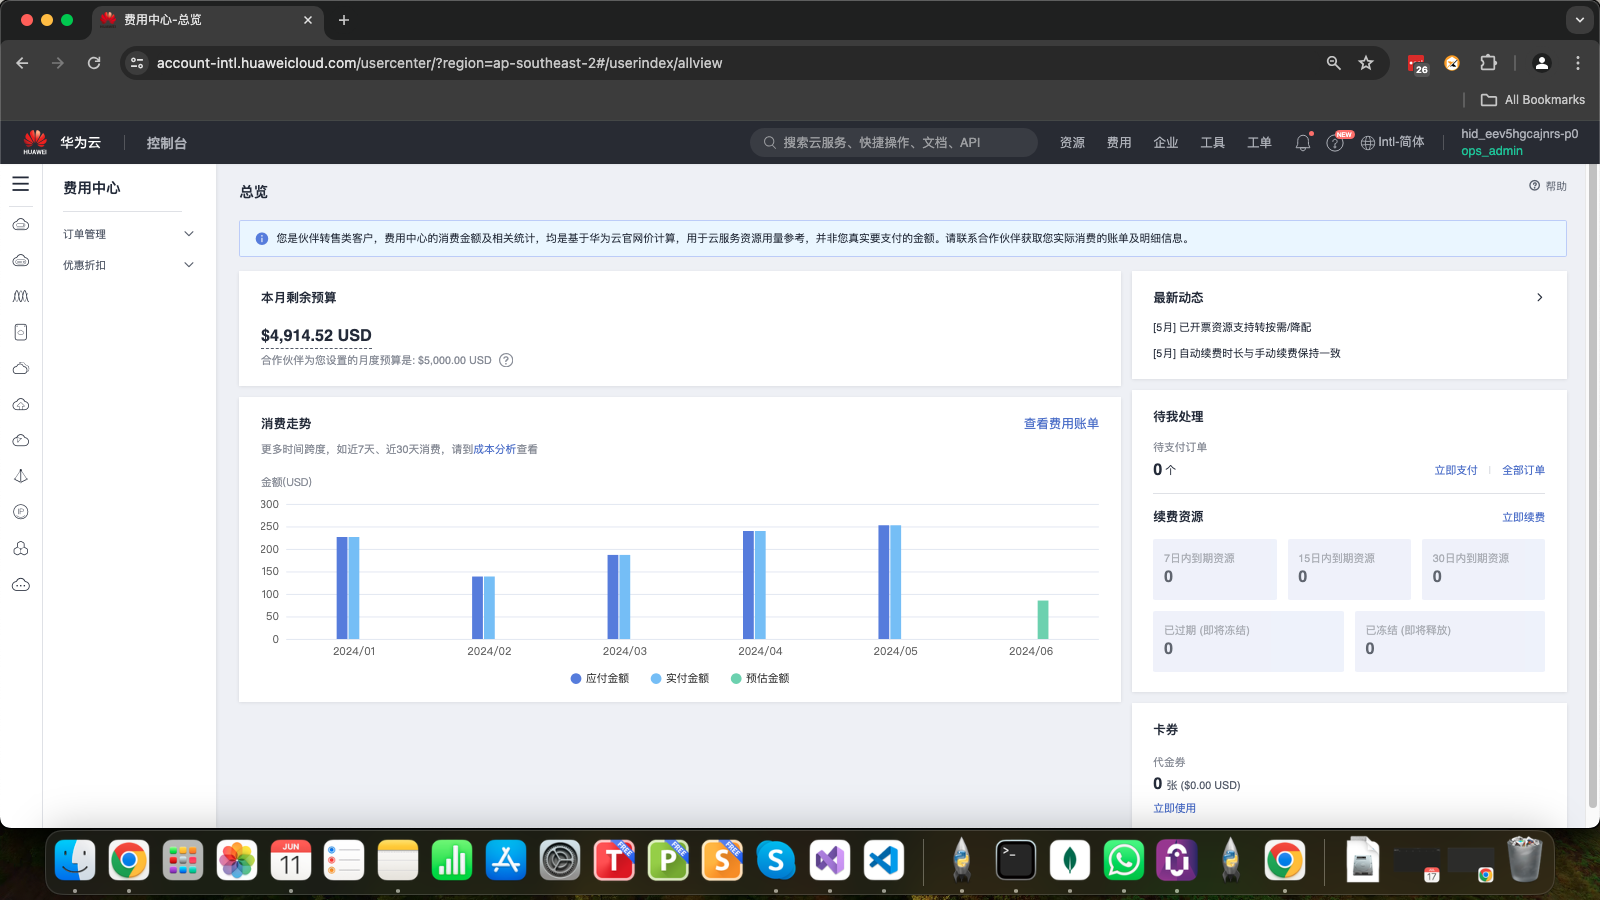 费用中心-总览
account-intl.huaweicloud.com/usercenter/?region=ap-southeast-2#/userindex/allview
26
All Bookmarks
HUAWEI
华为云
控制台
搜索云服务、快捷操作、文档、API
资源
费用
企业
工具
工单
NEW
Intl-简体
hid_eev5hgcajnrs-p0
ops_admin
费用中心
订单管理
优惠折扣
总览
帮助
您是伙伴转售类客户，费用中心的消费金额及相关统计，均是基于华为云官网价计算，用于云服务资源用量参考，并非您真实要支付的金额。请联系合作伙伴获取您实际消费的账单及明细信息。
本月剩余预算
$4,914.52 USD
合作伙伴为您设置的月度预算是: $5,000.00 USD
最新动态
[5月] 已开票资源支持转按需/降配
[5月] 自动续费时长与手动续费保持一致
消费走势
查看费用账单
更多时间跨度，如近7天、近30天消费，请到成本分析查看
金额(USD)
300
250
200
150
100
50
0
2024/01
2024/02
2024/03
2024/04
2024/05
2024/06
应付金额
实付金额
预估金额
待我处理
待支付订单
0 个
立即支付
全部订单
续费资源
立即续费
7日内到期资源
0
15日内到期资源
0
30日内到期资源
0
已过期 (即将冻结)
0
已冻结 (即将释放)
0
卡券
代金券
0 张 ($0.00 USD)
立即使用
IP
JUN
11
T
FREE
P
FREE
S
FREE
S
17